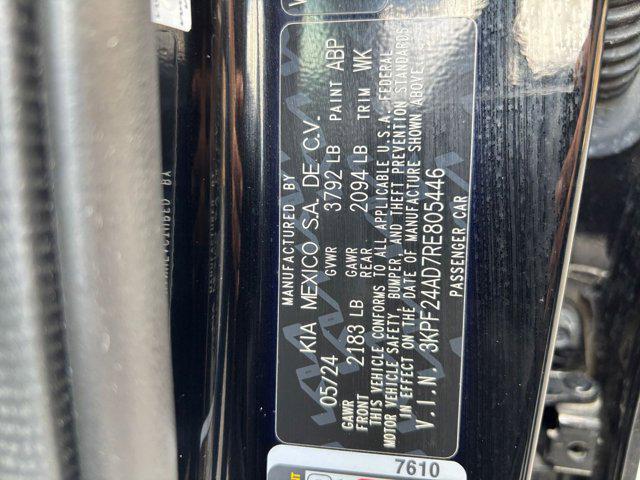 MANUFACTURED BY
KIA MEXICO S.A. DE C.V.
05/24 GVWR 3792 LB PAINT ABP
GAWR FRONT 2183 LB GAWR REAR 2094 LB TRIM WK
THIS VEHICLE CONFORMS TO ALL APPLICABLE U.S.A. FEDERAL
MOTOR VEHICLE SAFETY, BUMPER, AND THEFT PREVENTION STANDARDS
IN EFFECT ON THE DATE OF MANUFACTURE SHOWN ABOVE.
V.I.N. 3KPF24AD7RE805446
PASSENGER CAR
7610